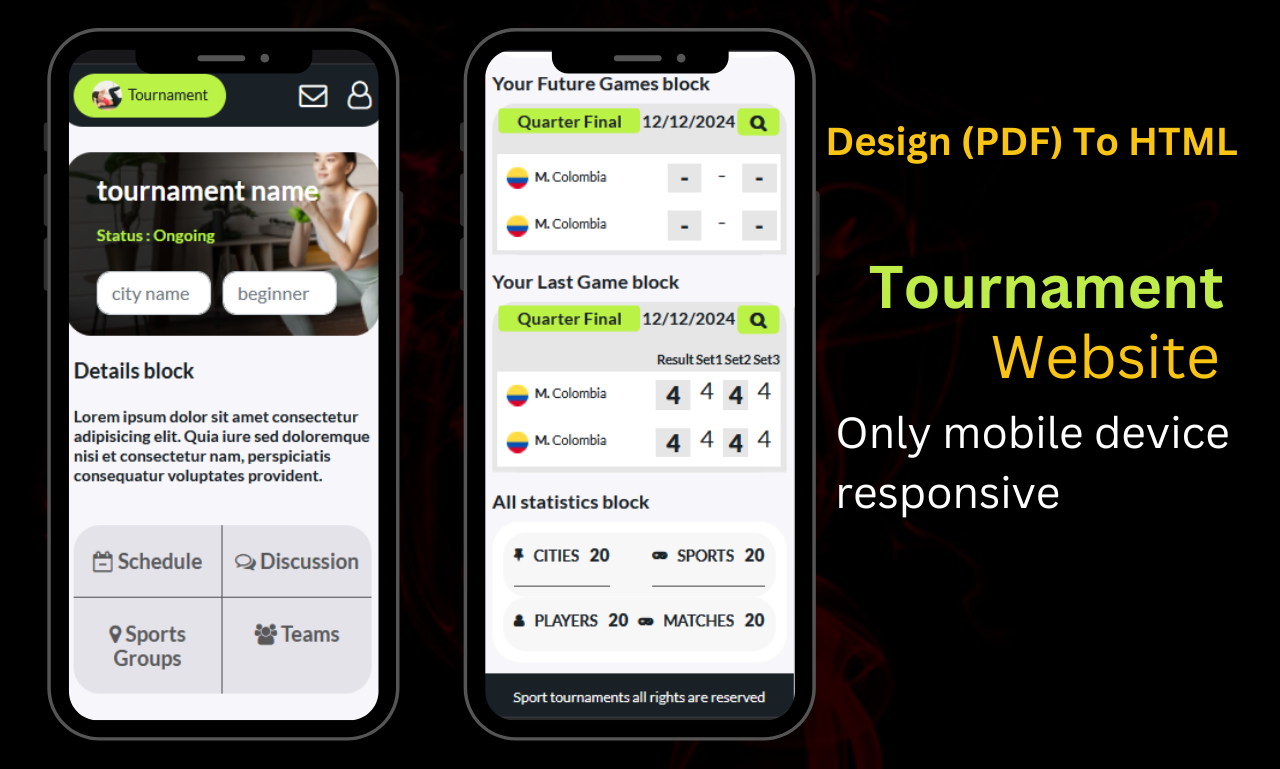 Tournament
tournament name
Status : Ongoing
city name
beginner
Details block
Lorem ipsum dolor sit amet consectetur
adipisicing elit. Quia iure sed doloremque
nisi et consectetur nam, perspiciatis
consequatur voluptates provident.
Schedule
Discussion
Sports
Groups
Teams
Your Future Games block
Quarter Final 12/12/2024
M. Colombia - - -
M. Colombia - - -
Your Last Game block
Quarter Final 12/12/2024
Result Set1 Set2 Set3
M. Colombia 4 4 4 4
M. Colombia 4 4 4 4
All statistics block
CITIES 20 SPORTS 20
PLAYERS 20 MATCHES 20
Sport tournaments all rights are reserved
Design (PDF) To HTML
Tournament
Website
Only mobile device
responsive